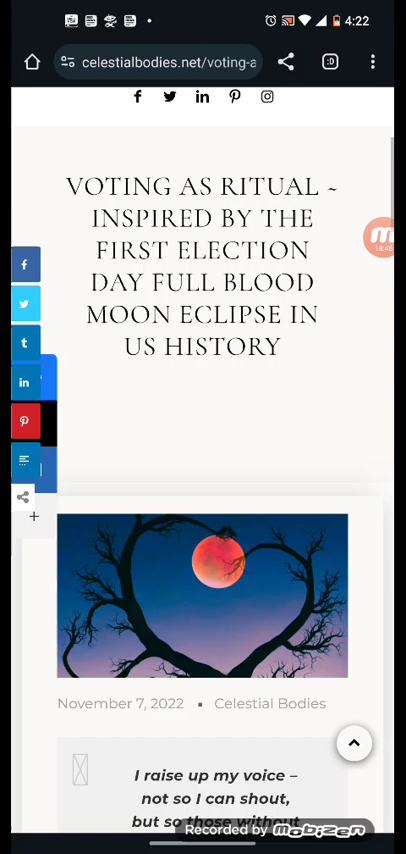 4:22
celestialbodies.net/voting-a
:D
VOTING AS RITUAL ~
INSPIRED BY THE
FIRST ELECTION
DAY FULL BLOOD
MOON ECLIPSE IN
US HISTORY
18:46
November 7, 2022 ▪ Celestial Bodies
I raise up my voice –
not so I can shout,
but so those without
Recorded by mobizen